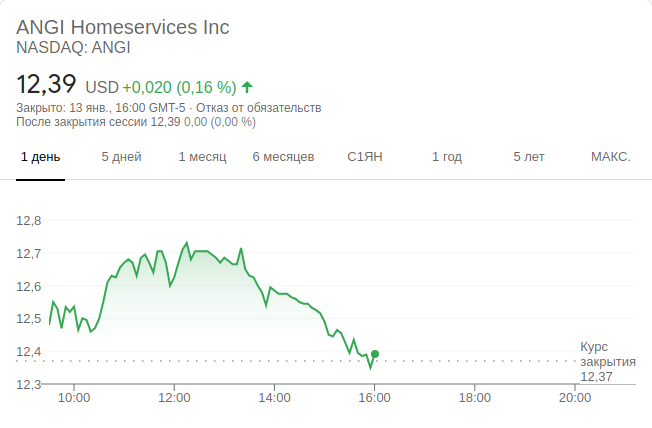 ANGI Homeservices Inc
NASDAQ: ANGI
12,39 USD +0,020 (0,16 %)
Закрыто: 13 янв., 16:00 GMT-5 · Отказ от обязательств
После закрытия сессии 12,39 0,00 (0,00 %)
1 день 5 дней 1 месяц 6 месяцев С1ЯН 1 год 5 лет МАКС.
12,8
12,7
12,6
12,5
12,4
12,3
Курс
закрытия
12,37
10:00 12:00 14:00 16:00 18:00 20:00